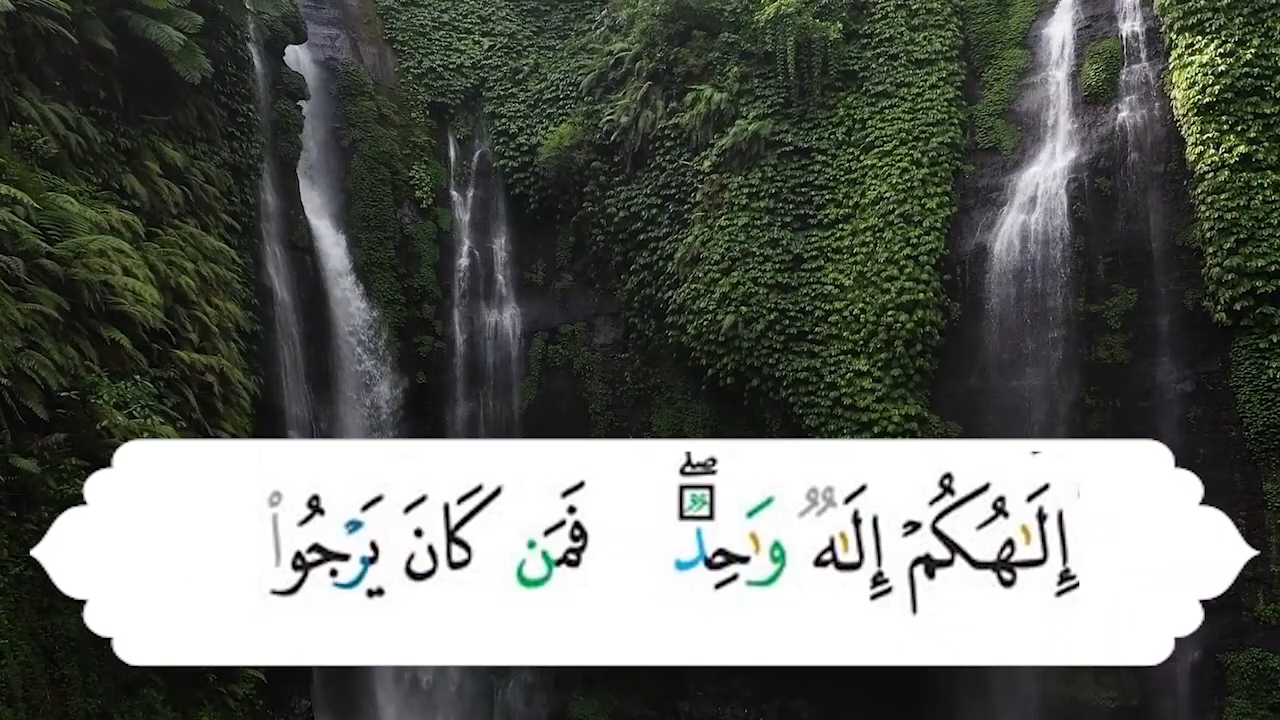 إِلَـٰهُكُمْ إِلَـٰهٌ وَٰحِدٌ ۖ فَمَن كَانَ يَرْجُوا۟